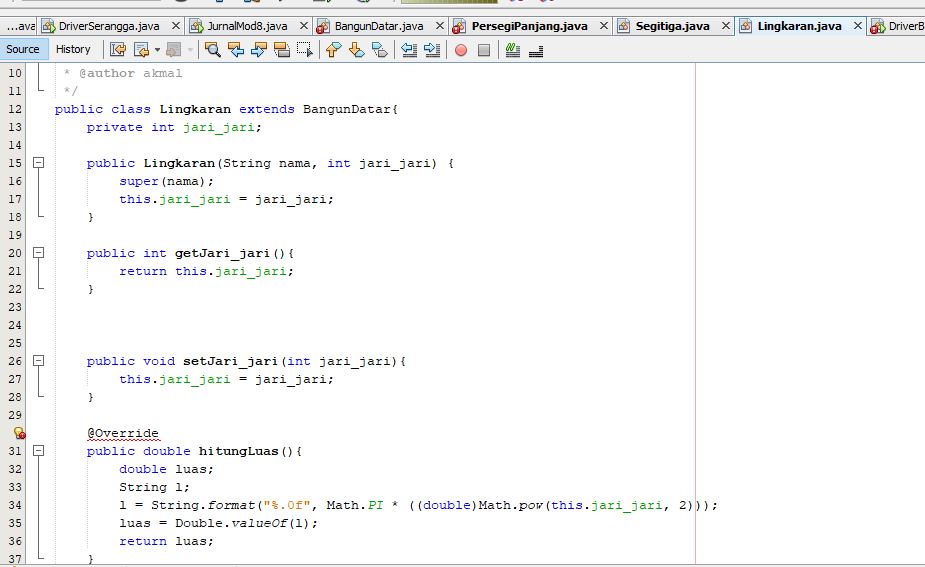 ...ava DriverSerangga.java JurnalMod8.java BangunDatar.java PersegiPanjang.java Segitiga.java Lingkaran.java DriverB
Source History
10 * @author akmal
11 */
12 public class Lingkaran extends BangunDatar{
13 private int jari_jari;
14
15 public Lingkaran(String nama, int jari_jari) {
16 super(nama);
17 this.jari_jari = jari_jari;
18 }
19
20 public int getJari_jari(){
21 return this.jari_jari;
22 }
23
24
25
26 public void setJari_jari(int jari_jari){
27 this.jari_jari = jari_jari;
28 }
29
@Override
31 public double hitungLuas(){
32 double luas;
33 String l;
34 l = String.format("%.0f", Math.PI * ((double)Math.pow(this.jari_jari, 2)));
35 luas = Double.valueOf(l);
36 return luas;
37 }